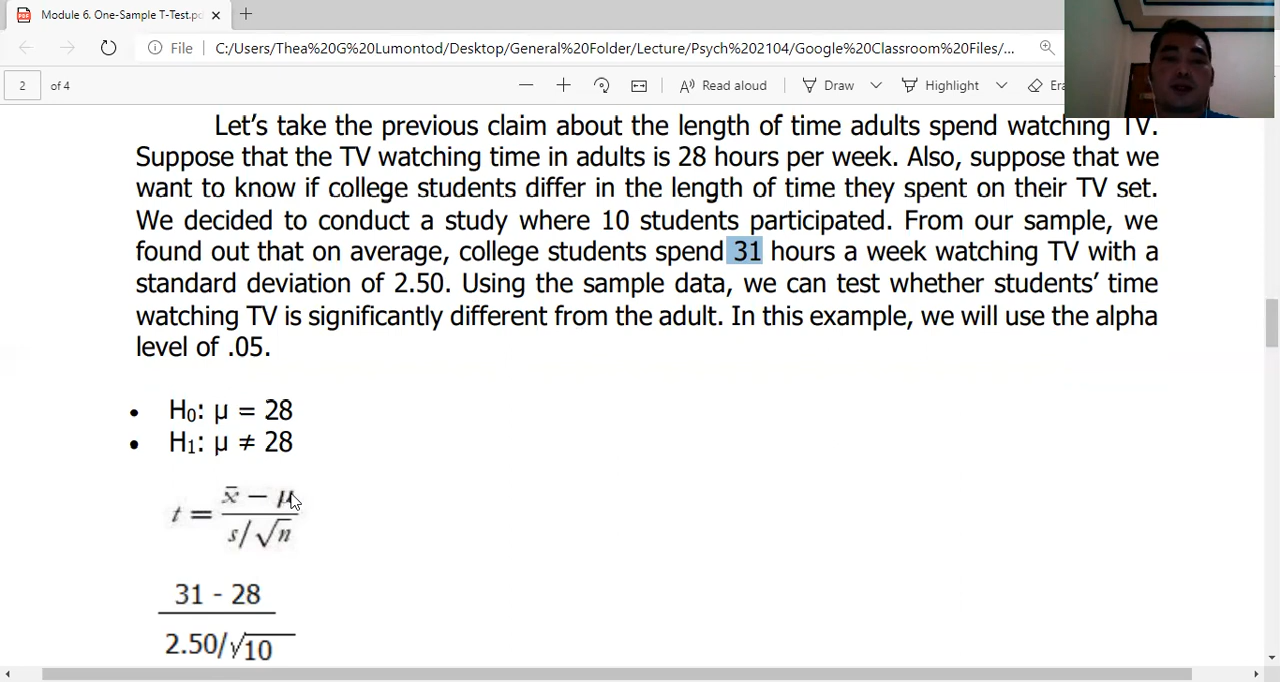 Module 6. One-Sample T-Test.pd
File C:/Users/Thea%20G%20Lumontod/Desktop/General%20Folder/Lecture/Psych%202104/Google%20Classroom%20Files/...
2 of 4 Read aloud Draw Highlight Era
Let’s take the previous claim about the length of time adults spend watching TV.
Suppose that the TV watching time in adults is 28 hours per week. Also, suppose that we
want to know if college students differ in the length of time they spent on their TV set.
We decided to conduct a study where 10 students participated. From our sample, we
found out that on average, college students spend 31 hours a week watching TV with a
standard deviation of 2.50. Using the sample data, we can test whether students’ time
watching TV is significantly different from the adult. In this example, we will use the alpha
level of .05.
• H₀: μ = 28
• H₁: μ ≠ 28
x̄ − μ
t =
s/√n
31 - 28
2.50/√10